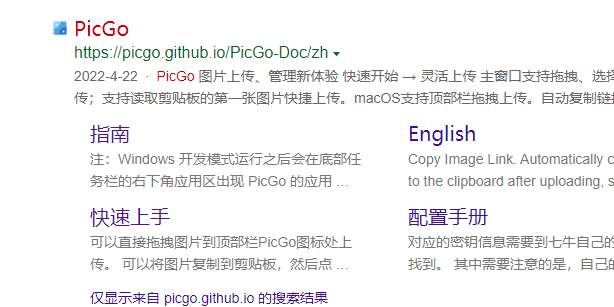 PicGo
https://picgo.github.io/PicGo-Doc/zh
2022-4-22 · PicGo 图片上传、管理新体验 快速开始 → 灵活上传 主窗口支持拖拽、选择
传；支持读取剪贴板的第一张图片快捷上传。macOS支持顶部栏拖拽上传。自动复制链
指南
注：Windows 开发模式运行之后会在底部任
务栏的右下角应用区出现 PicGo 的应用 ...
English
Copy Image Link. Automatically c
to the clipboard after uploading, s
快速上手
可以直接拖拽图片到顶部栏PicGo图标处上
传。 可以将图片复制到剪贴板，然后点 ...
配置手册
对应的密钥信息需要到七牛自己的
找到。 其中需要注意的是，自己的
仅显示来自 picgo.github.io 的搜索结果